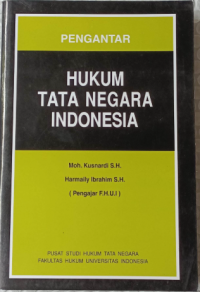 PENGANTAR
HUKUM
TATA NEGARA
INDONESIA
Moh. Kusnardi S.H.
Harmaily Ibrahim S.H.
( Pengajar F.H.U.I )
PUSAT STUDI HUKUM TATA NEGARA
FAKULTAS HUKUM UNIVERSITAS INDONESIA